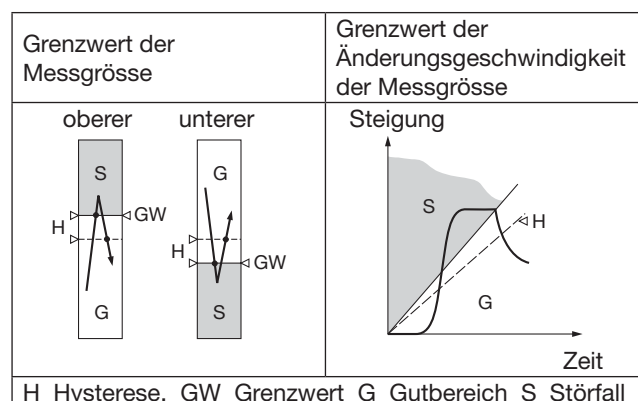 Grenzwert der
Messgrösse
Grenzwert der
Änderungsgeschwindigkeit
der Messgrösse
oberer
unterer
S
H
GW
G
G
H
GW
S
Steigung
S
H
G
Zeit
H Hysterese, GW Grenzwert G Gutbereich S Störfall